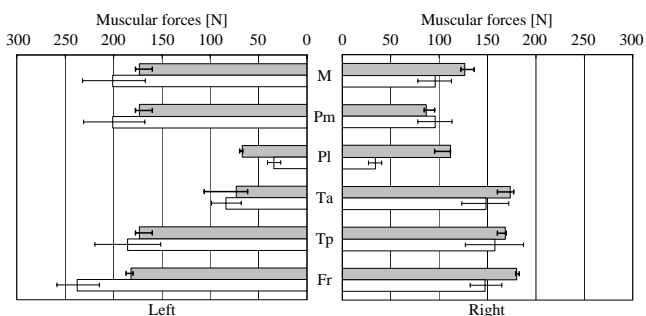 Muscular forces [N] Muscular forces [N]
300 250 200 150 100 50 0 0 50 100 150 200 250 300
M
Pm
Pl
Ta
Tp
Fr
Left Right